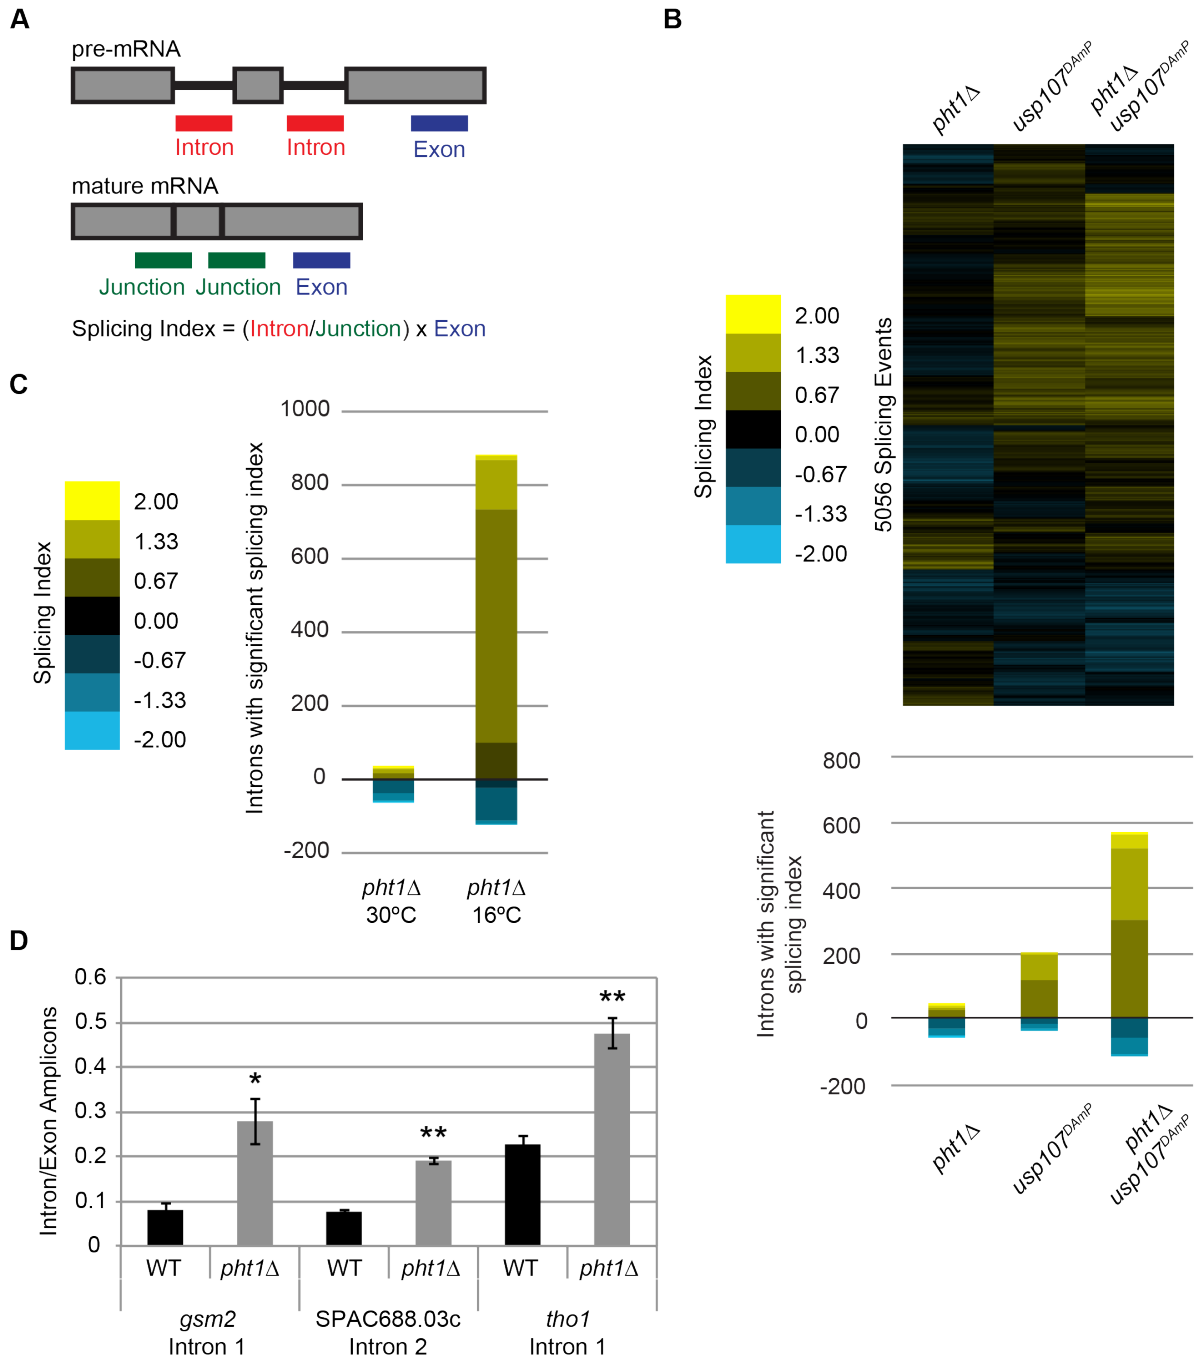 A
pre-mRNA
Intron
Intron
Exon
mature mRNA
Junction
Junction
Exon
Splicing Index = (Intron/Junction) x Exon
B
pht1Δ
usp107DAmP
pht1Δ
usp107DAmP
Splicing Index
2.00
1.33
0.67
0.00
-0.67
-1.33
-2.00
5056 Splicing Events
800
600
400
200
0
-200
Introns with significant
splicing index
pht1Δ
usp107DAmP
pht1Δ
usp107DAmP
C
Splicing Index
2.00
1.33
0.67
0.00
-0.67
-1.33
-2.00
Introns with significant splicing index
1000
800
600
400
200
0
-200
pht1Δ
30ºC
pht1Δ
16ºC
D
Intron/Exon Amplicons
0.6
0.5
0.4
0.3
0.2
0.1
0
*
**
**
WT
pht1Δ
WT
pht1Δ
WT
pht1Δ
gsm2
Intron 1
SPAC688.03c
Intron 2
tho1
Intron 1